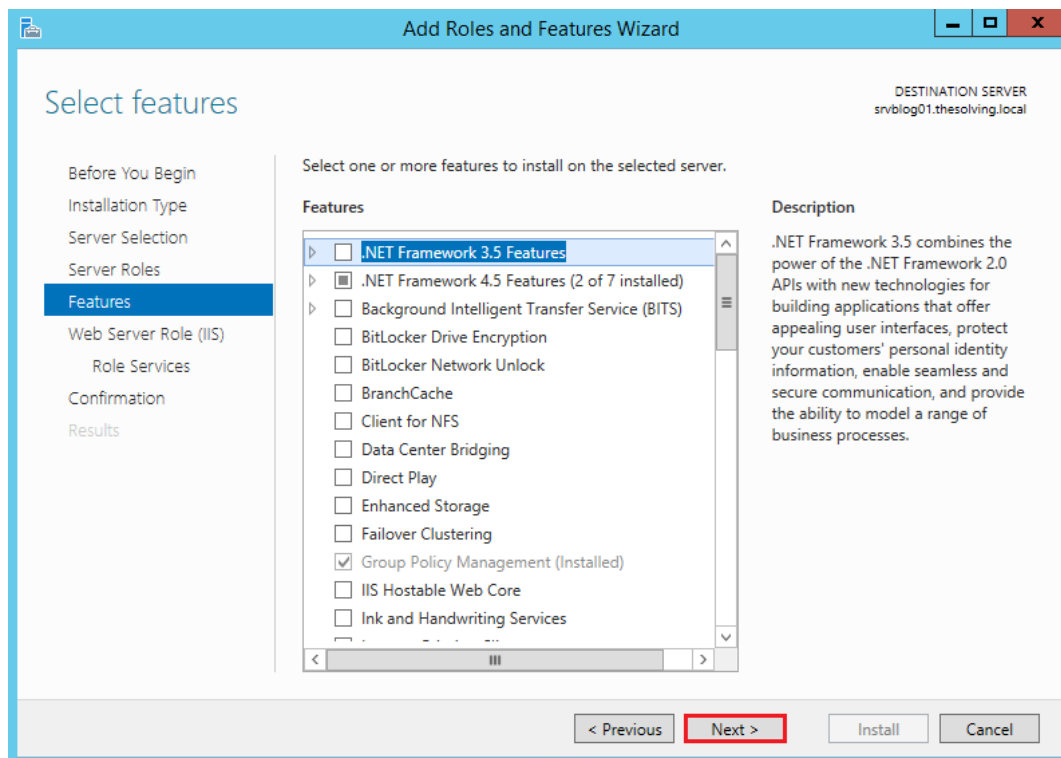 Add Roles and Features Wizard
x
Select features
DESTINATION SERVER
srvblog01.thesolving.local
Before You Begin
Installation Type
Server Selection
Server Roles
Features
Web Server Role (IIS)
Role Services
Confirmation
Results
Select one or more features to install on the selected server.
Features
.NET Framework 3.5 Features
.NET Framework 4.5 Features (2 of 7 installed)
Background Intelligent Transfer Service (BITS)
BitLocker Drive Encryption
BitLocker Network Unlock
BranchCache
Client for NFS
Data Center Bridging
Direct Play
Enhanced Storage
Failover Clustering
Group Policy Management (Installed)
IIS Hostable Web Core
Ink and Handwriting Services
Description
.NET Framework 3.5 combines the
power of the .NET Framework 2.0
APIs with new technologies for
building applications that offer
appealing user interfaces, protect
your customers' personal identity
information, enable seamless and
secure communication, and provide
the ability to model a range of
business processes.
< Previous
Next >
Install
Cancel